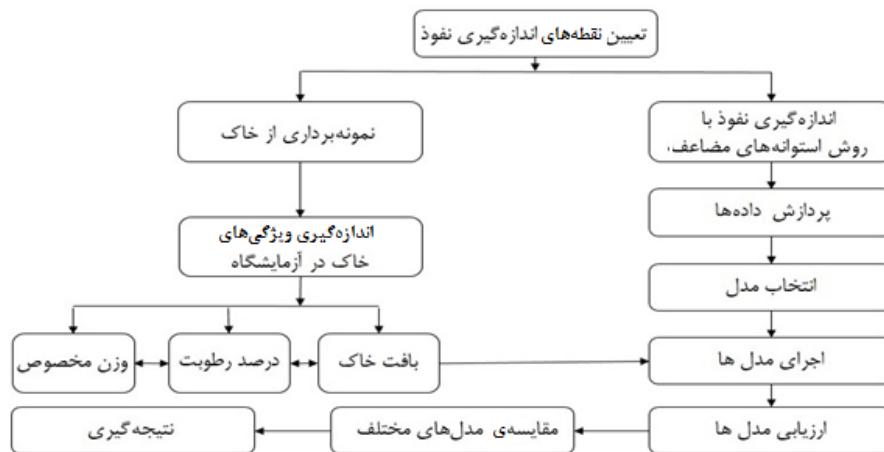 تعیین نقطه‌های اندازه‌گیری نفوذ
اندازه‌گیری نفوذ با
روش استوانه‌های مضاعف،
نمونه‌برداری از خاک
پردازش داده‌ها
اندازه‌گیری ویژگی‌های
خاک در آزمایشگاه
انتخاب مدل
اجرای مدل ها
بافت خاک
درصد رطوبت
وزن مخصوص
ارزیابی مدل ها
مقایسه‌ی مدل‌های مختلف
نتیجه‌گیری